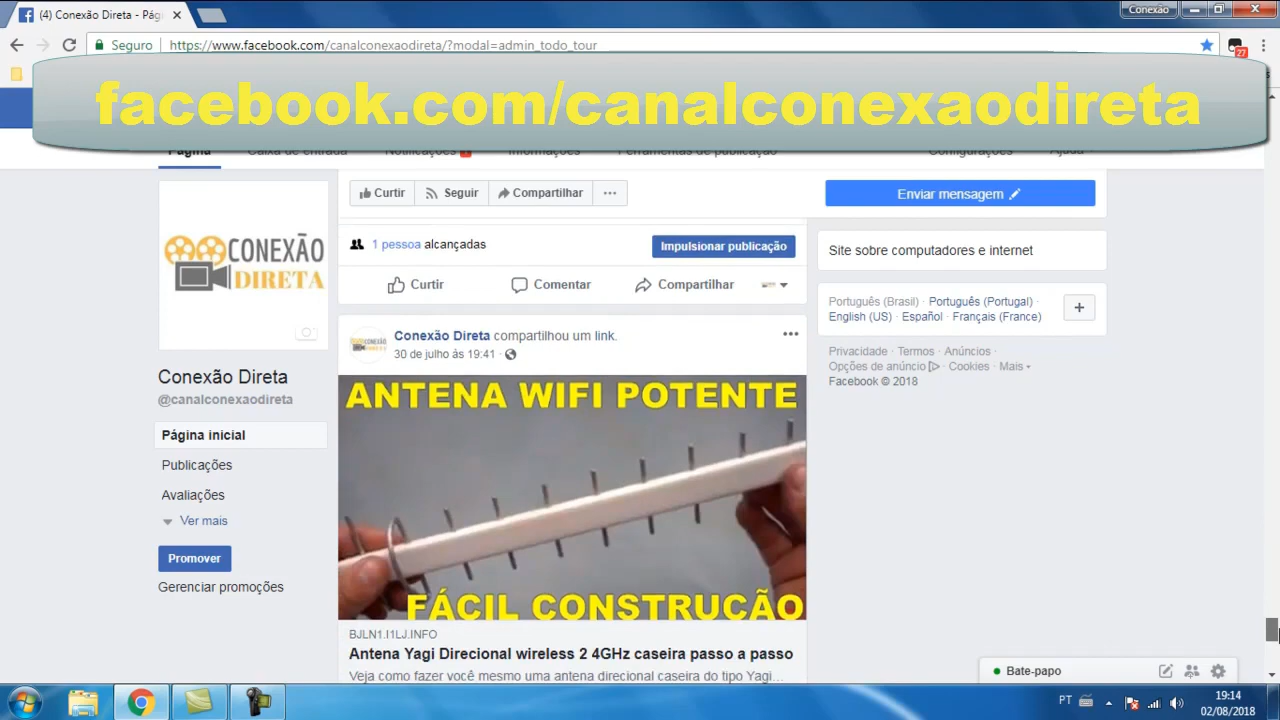 (4) Conexão Direta - Pág
Conexão
Seguro
https://www.facebook.com/canalconexaodireta/?modal=admin_todo_tour
27
facebook.com/canalconexaodireta
Página Caixa de entrada Notificações Informações Ferramentas de publicação Configurações Ajuda
Curtir Seguir Compartilhar ...
Enviar mensagem
CONEXÃO
DIRETA
1 pessoa alcançadas
Impulsionar publicação
Curtir Comentar Compartilhar
Site sobre computadores e internet
Português (Brasil) · Português (Portugal) ·
English (US) · Español · Français (France)
+
Privacidade · Termos · Anúncios ·
Opções de anúncio · Cookies · Mais
Facebook © 2018
Conexão Direta
@canalconexaodireta
Página inicial
Publicações
Avaliações
Ver mais
Promover
Gerenciar promoções
Conexão Direta compartilhou um link.
30 de julho às 19:41 ·
ANTENA WIFI POTENTE
FÁCIL CONSTRUCÃO
BJLN1.I1LJ.INFO
Antena Yagi Direcional wireless 2 4GHz caseira passo a passo
Veja como fazer você mesmo uma antena direcional caseira do tipo Yagi...
Bate-papo
PT
19:14
02/08/2018